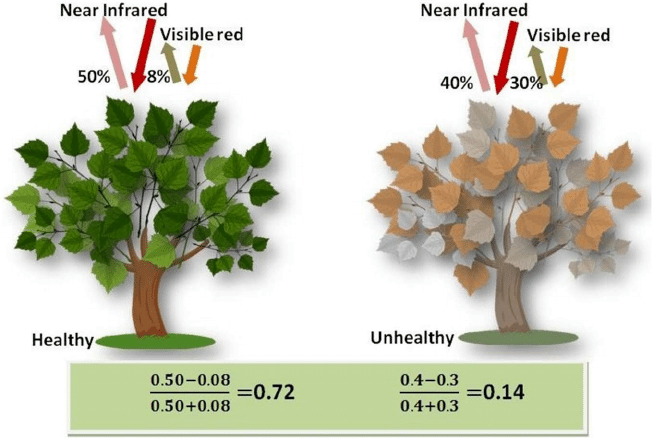 Near Infrared
Visible red
50%
8%
Healthy
Near Infrared
Visible red
40%
30%
Unhealthy
0.50−0.08
0.50+0.08
=0.72
0.4−0.3
0.4+0.3
=0.14